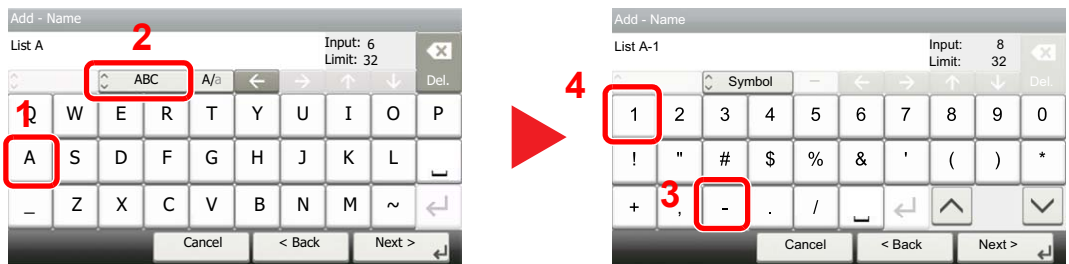 Add - Name
2
List A
Input: 6
Limit: 32
ABC
A/a
Del.
1
Q W E R T Y U I O P
A S D F G H J K L
_ Z X C V B N M ~
Cancel < Back Next >
Add - Name
List A-1
Input: 8
Limit: 32
4
Symbol
Del.
1 2 3 4 5 6 7 8 9 0
! " # $ % & ' ( ) *
3
+ , - . /
Cancel < Back Next >